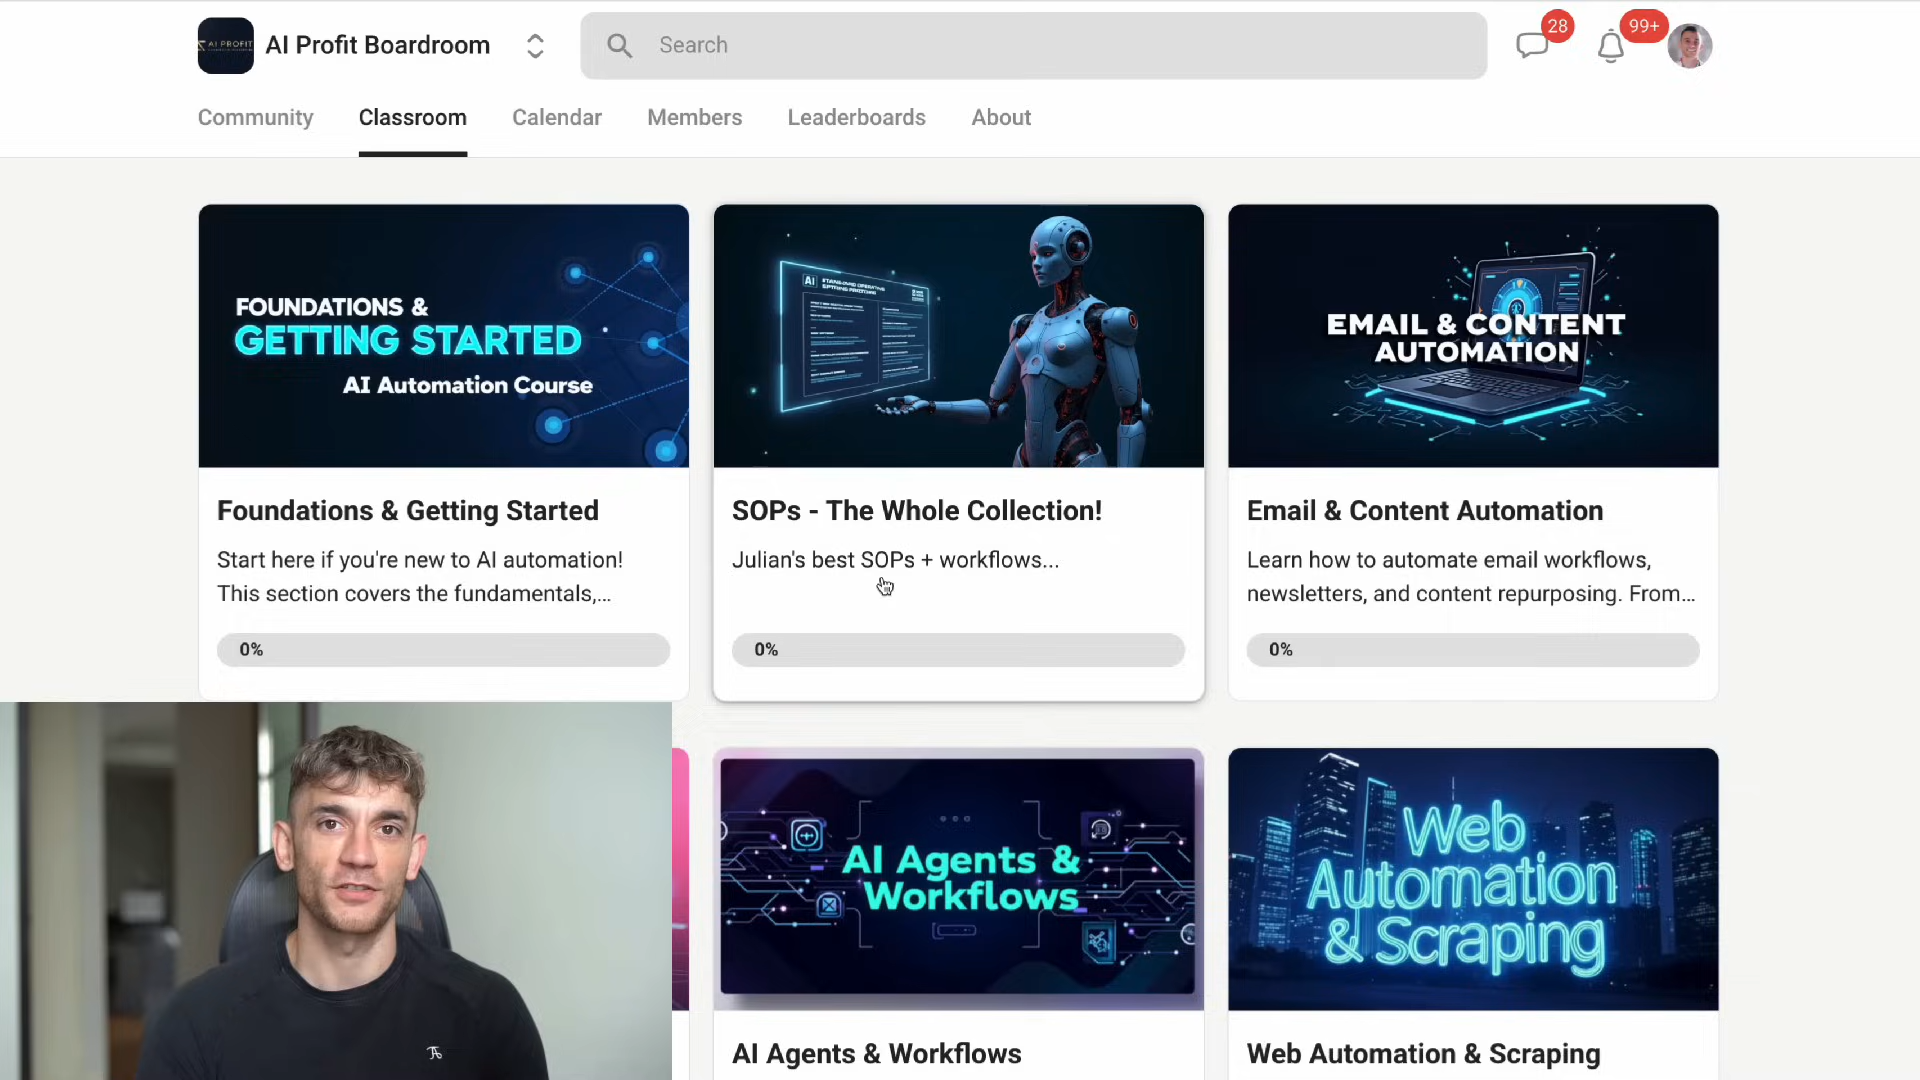 AI PROFIT
AI Profit Boardroom
Search
28
99+
Community
Classroom
Calendar
Members
Leaderboards
About
FOUNDATIONS &
GETTING STARTED
AI Automation Course
AI
EMAIL & CONTENT
AUTOMATION
Foundations & Getting Started
Start here if you're new to AI automation!
This section covers the fundamentals,...
0%
SOPs - The Whole Collection!
Julian's best SOPs + workflows...
0%
Email & Content Automation
Learn how to automate email workflows,
newsletters, and content repurposing. From...
0%
AI Agents &
Workflows
Web
Automation
& Scraping
AI Agents & Workflows
Web Automation & Scraping